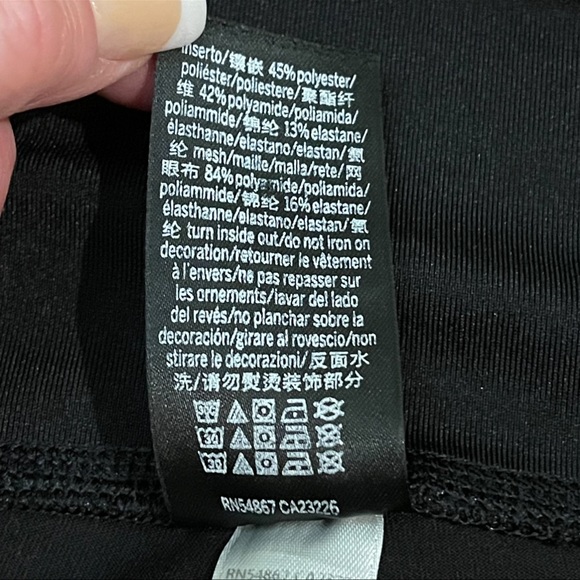 inserto/镶嵌 45%polyester/
poliéster/poliestere/聚酯纤
维 42%polyamide/poliamida/
poliammide/锦纶 13%elastane/
élasthanne/elastano/elastan/氨
纶 mesh/maille/malla/rete/网
眼布 84%polyamide/poliamida/
poliammide/锦纶 16%elastane/
élasthanne/elastano/elastan/氨
纶 turn inside out/do not iron on
decoration/retourner le vêtement
à l'envers/ne pas repasser sur
les ornements/lavar del lado
del revés/no planchar sobre la
decoración/girare al rovescio/non
stirare le decorazioni/反面水
洗/请勿熨烫装饰部分
30
30
30
RN54867 CA23226
RN54867